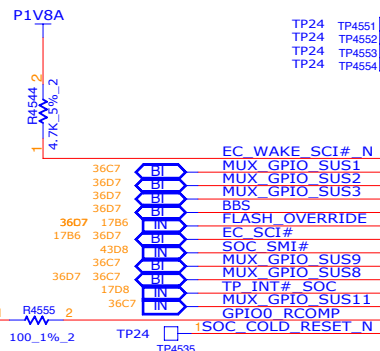 P1V8A
TP24 TP4551
TP24 TP4552
TP24 TP4553
TP24 TP4554
2
R4544
4.7K_5%_2
1
EC_WAKE_SCI#_N
36C7 BI MUX_GPIO_SUS1
36D7 BI MUX_GPIO_SUS2
36D7 BI MUX_GPIO_SUS3
36D7 BI BBS
36D7 17B6 IN FLASH_OVERRIDE
17B6 36D7 BI EC_SCI#
43D8 IN SOC_SMI#
36C7 BI MUX_GPIO_SUS9
36D7 36C7 BI MUX_GPIO_SUS8
17D8 IN TP_INT#_SOC
36C7 IN MUX_GPIO_SUS11
1 R4555 2 GPIO0_RCOMP
100_1%_2
TP24 1 SOC_COLD_RESET_N
TP4535